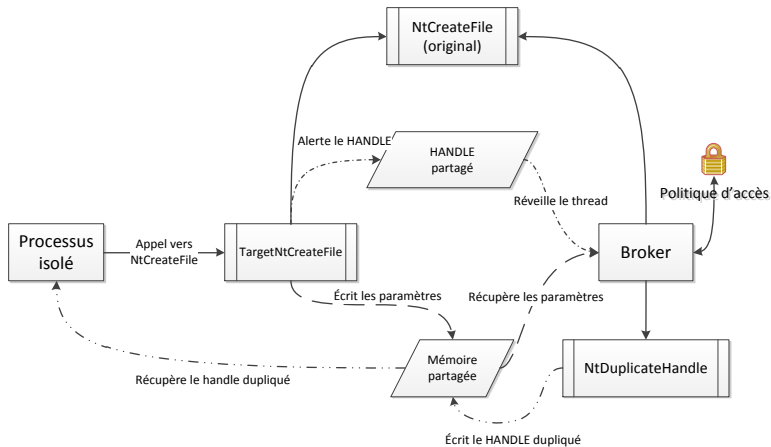 NtCreateFile
(original)
Alerte le HANDLE
HANDLE
partagé
Réveille le thread
Politique d'accès
Processus
isolé
Appel vers
NtCreateFile
TargetNtCreateFile
Broker
Écrit les paramètres
Récupère les paramètres
Mémoire
partagée
NtDuplicateHandle
Récupère le handle dupliqué
Écrit le HANDLE dupliqué